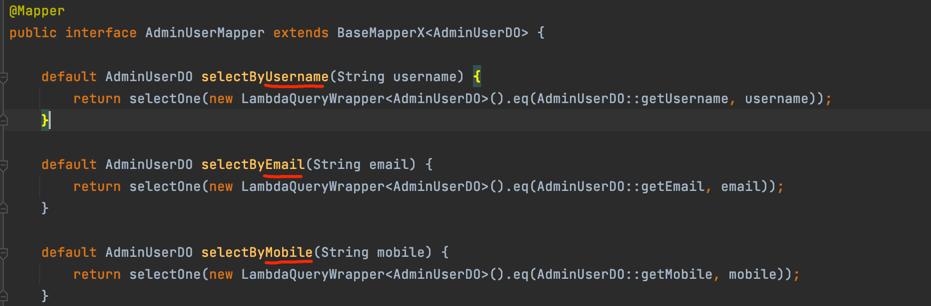 @Mapper
public interface AdminUserMapper extends BaseMapperX<AdminUserDO> {
default AdminUserDO selectByUsername(String username) {
return selectOne(new LambdaQueryWrapper<AdminUserDO>().eq(AdminUserDO::getUsername, username));
}
default AdminUserDO selectByEmail(String email) {
return selectOne(new LambdaQueryWrapper<AdminUserDO>().eq(AdminUserDO::getEmail, email));
}
default AdminUserDO selectByMobile(String mobile) {
return selectOne(new LambdaQueryWrapper<AdminUserDO>().eq(AdminUserDO::getMobile, mobile));
}